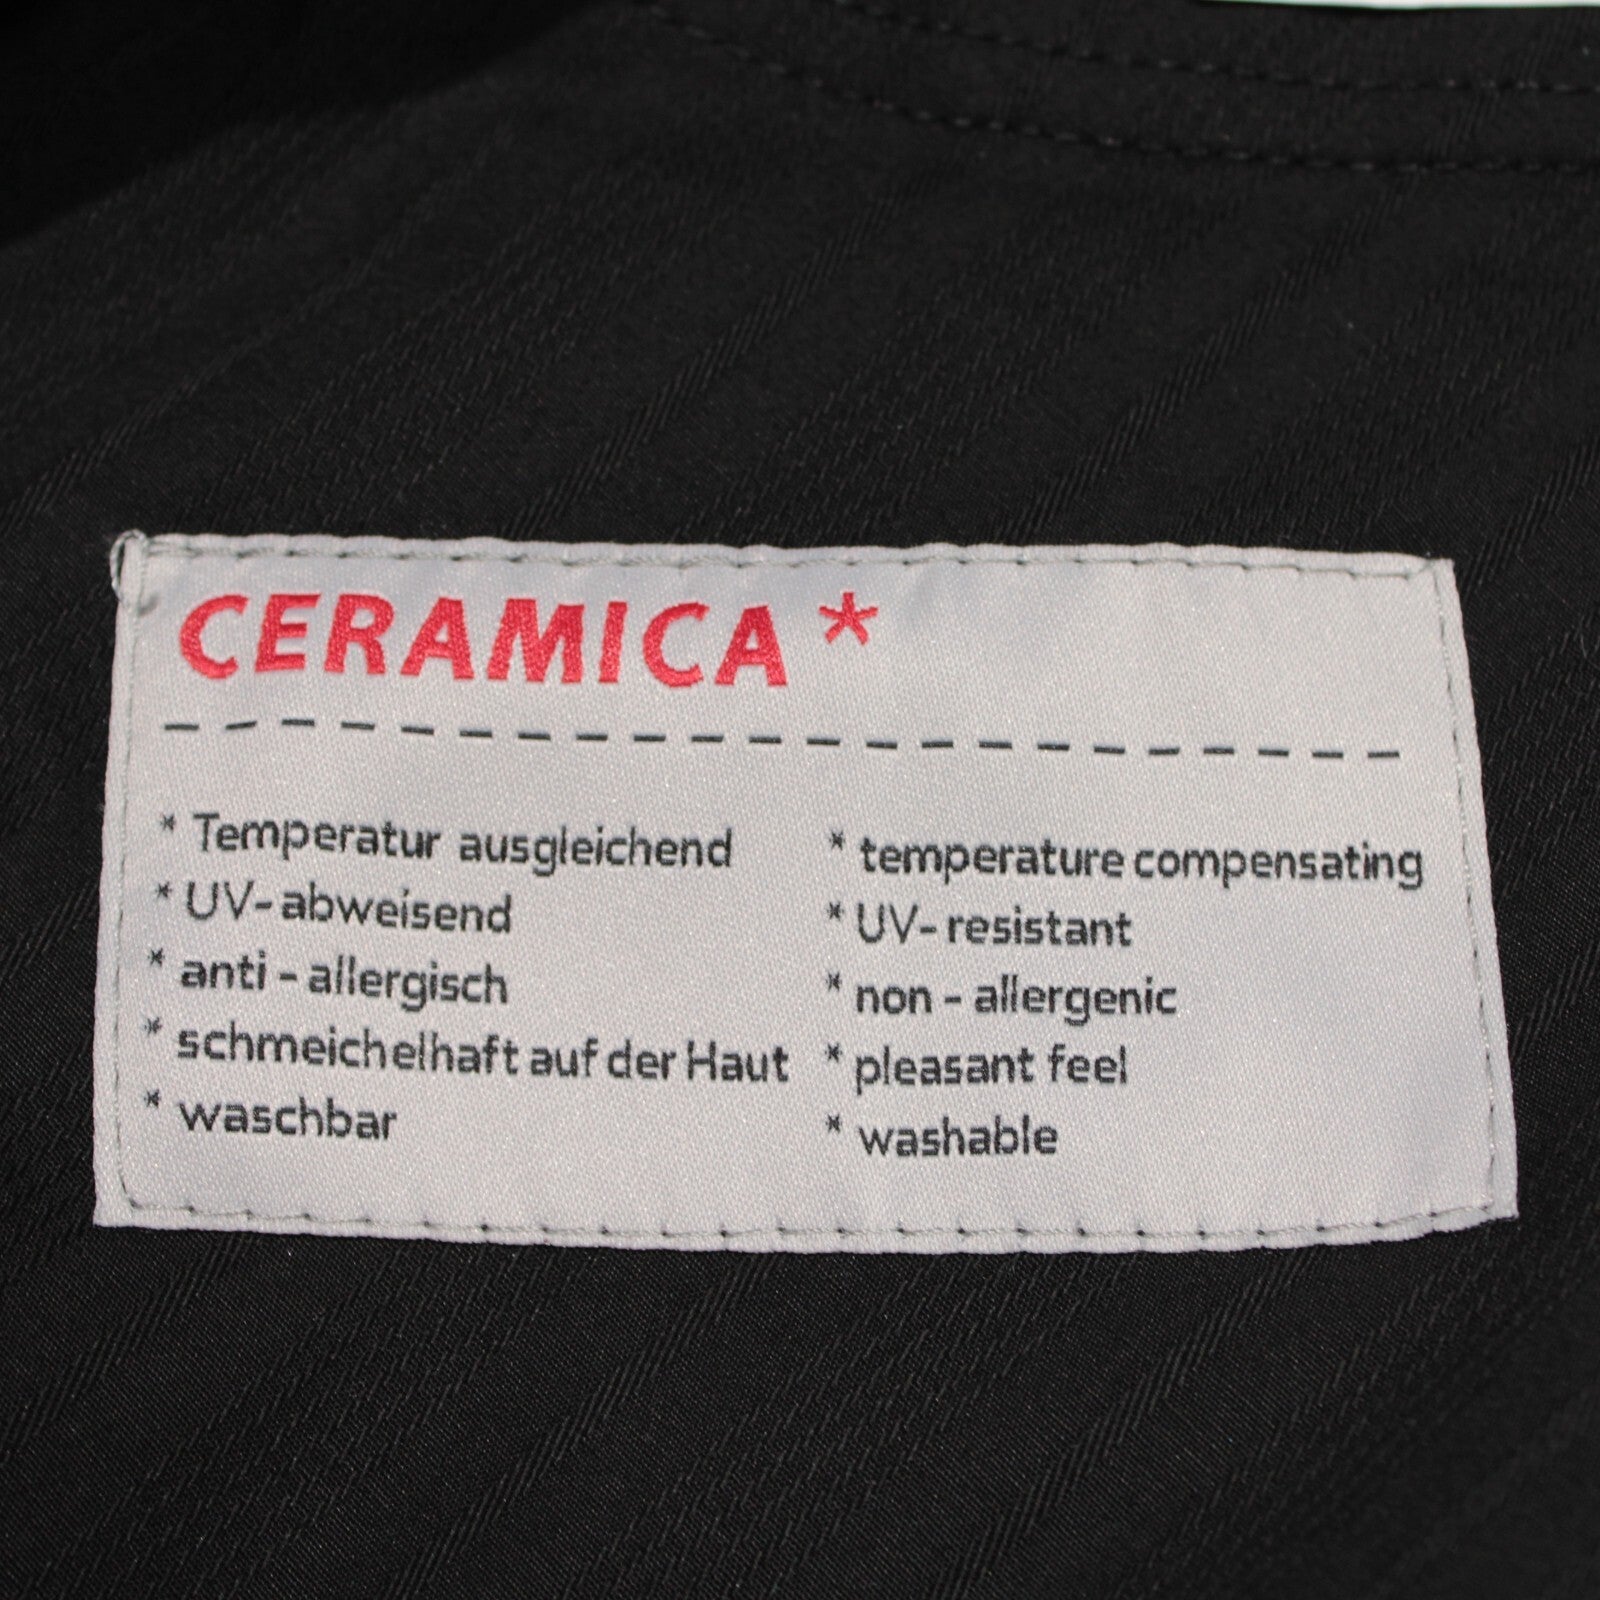 CERAMICA *
* Temperatur ausgleichend
* UV-abweisend
* anti - allergisch
* schmeichelhaft auf der Haut
* waschbar
* temperature compensating
* UV-resistant
* non - allergenic
* pleasant feel
* washable